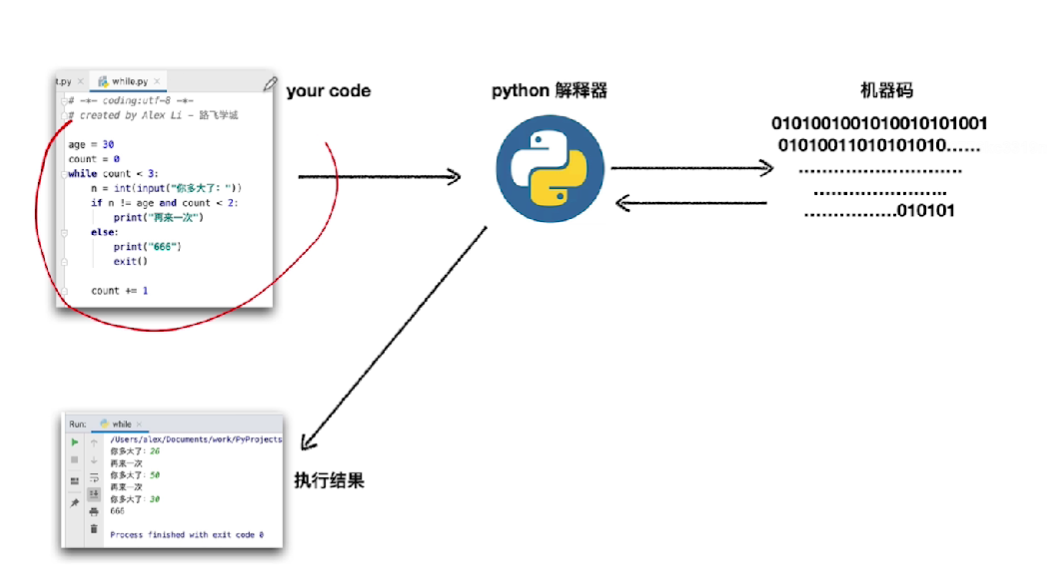 t.py
while.py
# -*- coding:utf-8 -*-
# created by Alex Li - 路飞学城
age = 30
count = 0
while count < 3:
n = int(input("你多大了: "))
if n != age and count < 2:
print("再来一次")
else:
print("666")
exit()
count += 1
your code
python 解释器
机器码
0101001001010010101001
01010011010101010......
............................
.......................
................010101
Run:
while
/Users/alex/Documents/work/PyProjects
你多大了: 26
再来一次
你多大了: 50
再来一次
你多大了: 30
666
Process finished with exit code 0
执行结果